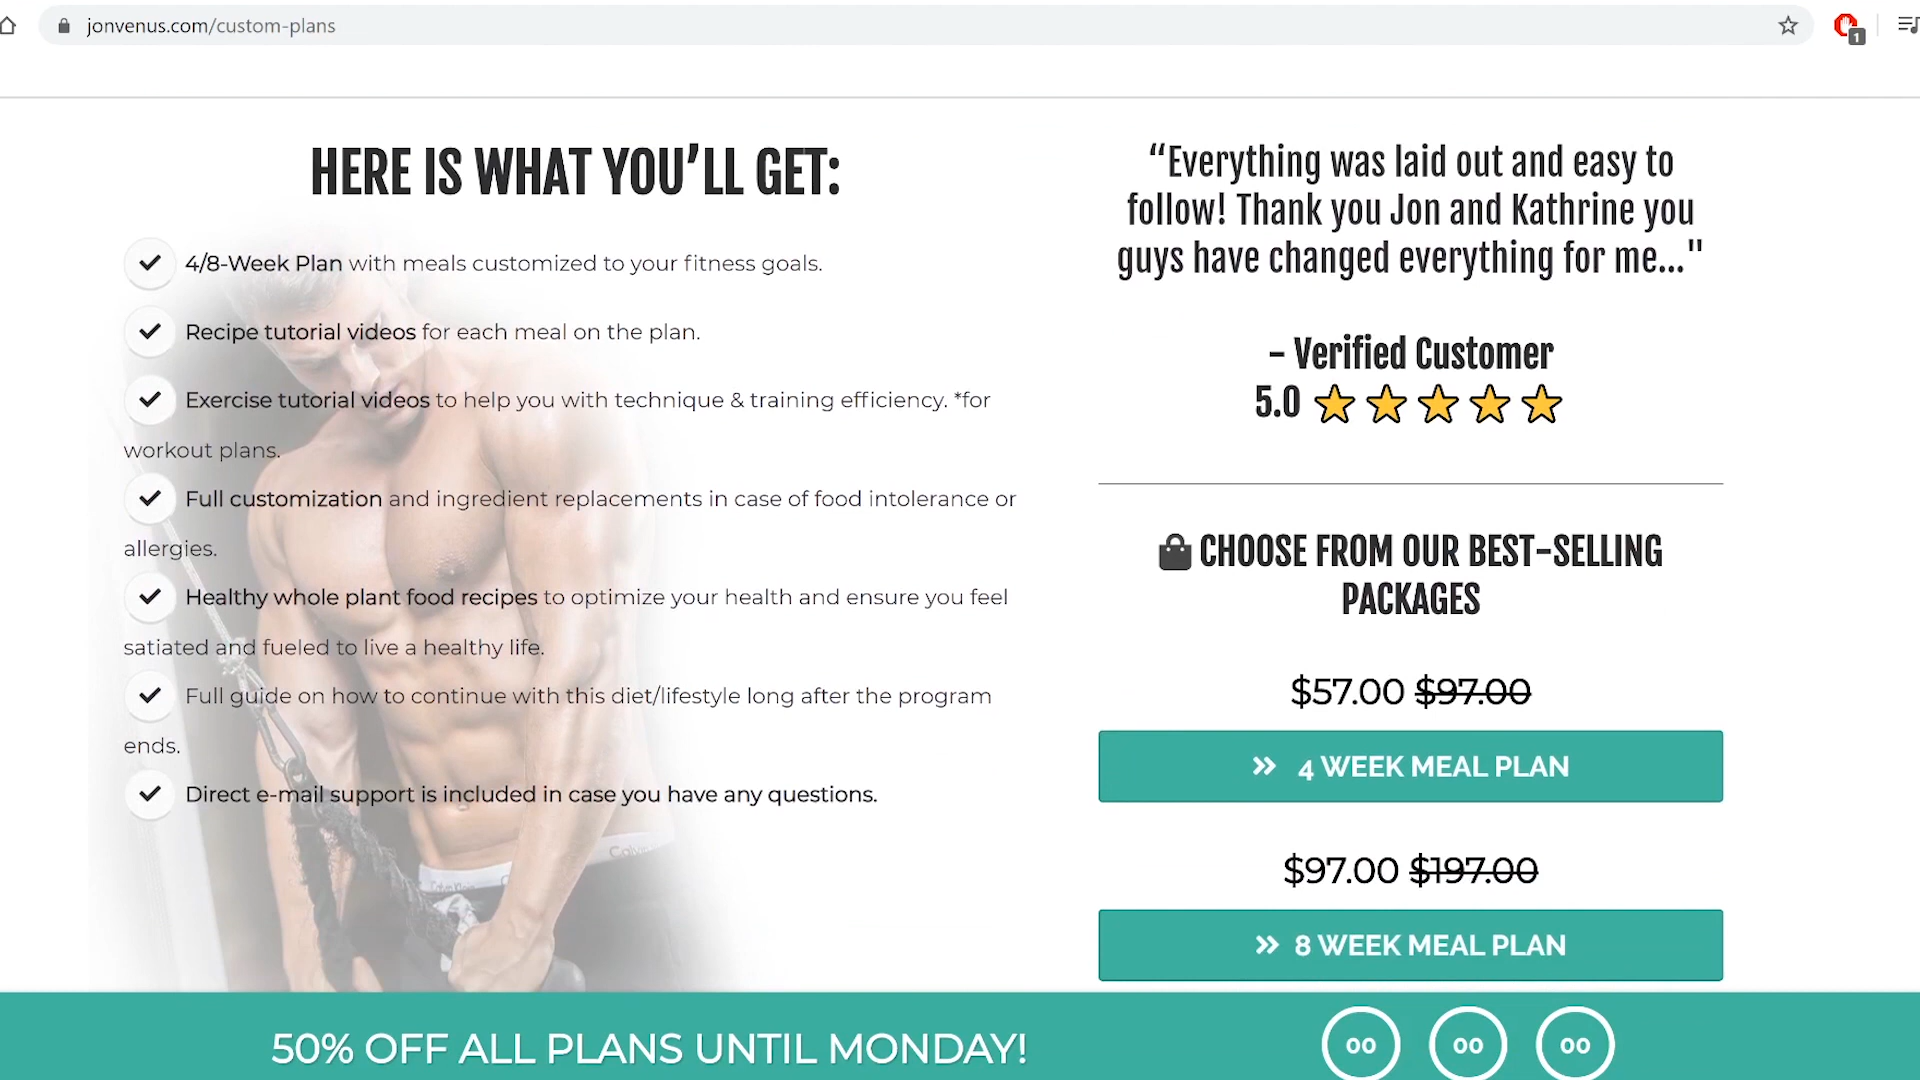 jonvenus.com/custom-plans
1
HERE IS WHAT YOU’LL GET:
4/8-Week Plan with meals customized to your fitness goals.
Recipe tutorial videos for each meal on the plan.
Exercise tutorial videos to help you with technique & training efficiency. *for
workout plans.
Full customization and ingredient replacements in case of food intolerance or
allergies.
Healthy whole plant food recipes to optimize your health and ensure you feel
satiated and fueled to live a healthy life.
Full guide on how to continue with this diet/lifestyle long after the program
ends.
Direct e-mail support is included in case you have any questions.
“Everything was laid out and easy to
follow! Thank you Jon and Kathrine you
guys have changed everything for me..."
– Verified Customer
5.0
CHOOSE FROM OUR BEST-SELLING
PACKAGES
$57.00 $97.00
4 WEEK MEAL PLAN
$97.00 $197.00
8 WEEK MEAL PLAN
50% OFF ALL PLANS UNTIL MONDAY!
00 00 00